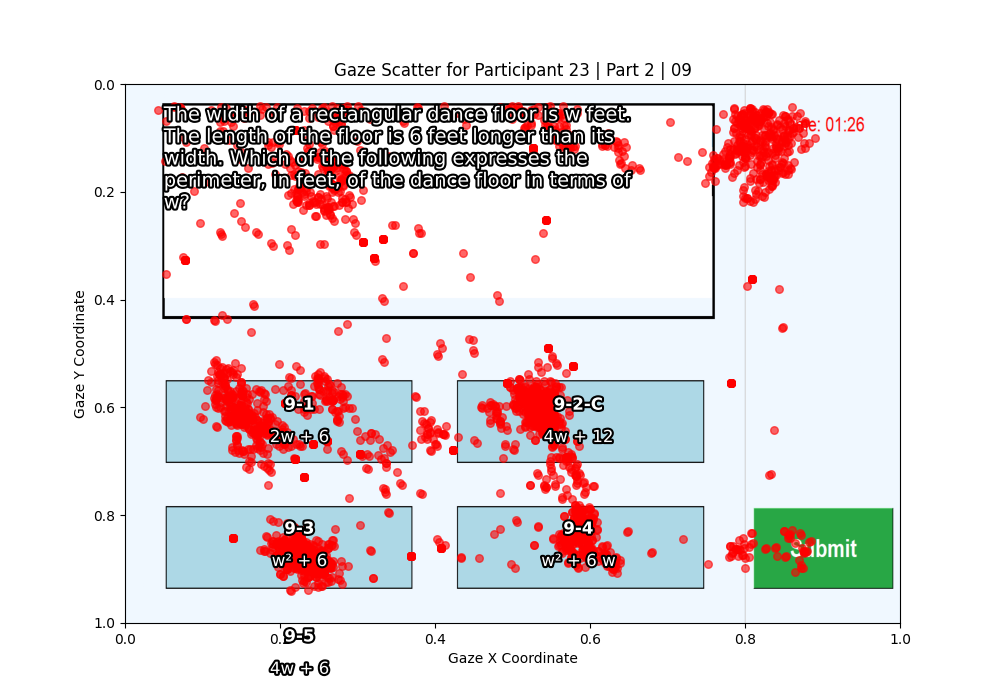 Gaze Scatter for Participant 23 | Part 2 | 09
0.0
0.2
0.4
0.6
0.8
1.0
Gaze Y Coordinate
The width of a rectangular dance floor is w feet.
The length of the floor is 6 feet longer than its
width. Which of the following expresses the
perimeter, in feet, of the dance floor in terms of
w?
01:26
9-1
2w + 6
9-2-C
4w + 12
9-3
w² + 6
9-4
w² + 6 w
Submit
9-5
4w + 6
0.0
0.2
0.4
0.6
0.8
1.0
Gaze X Coordinate